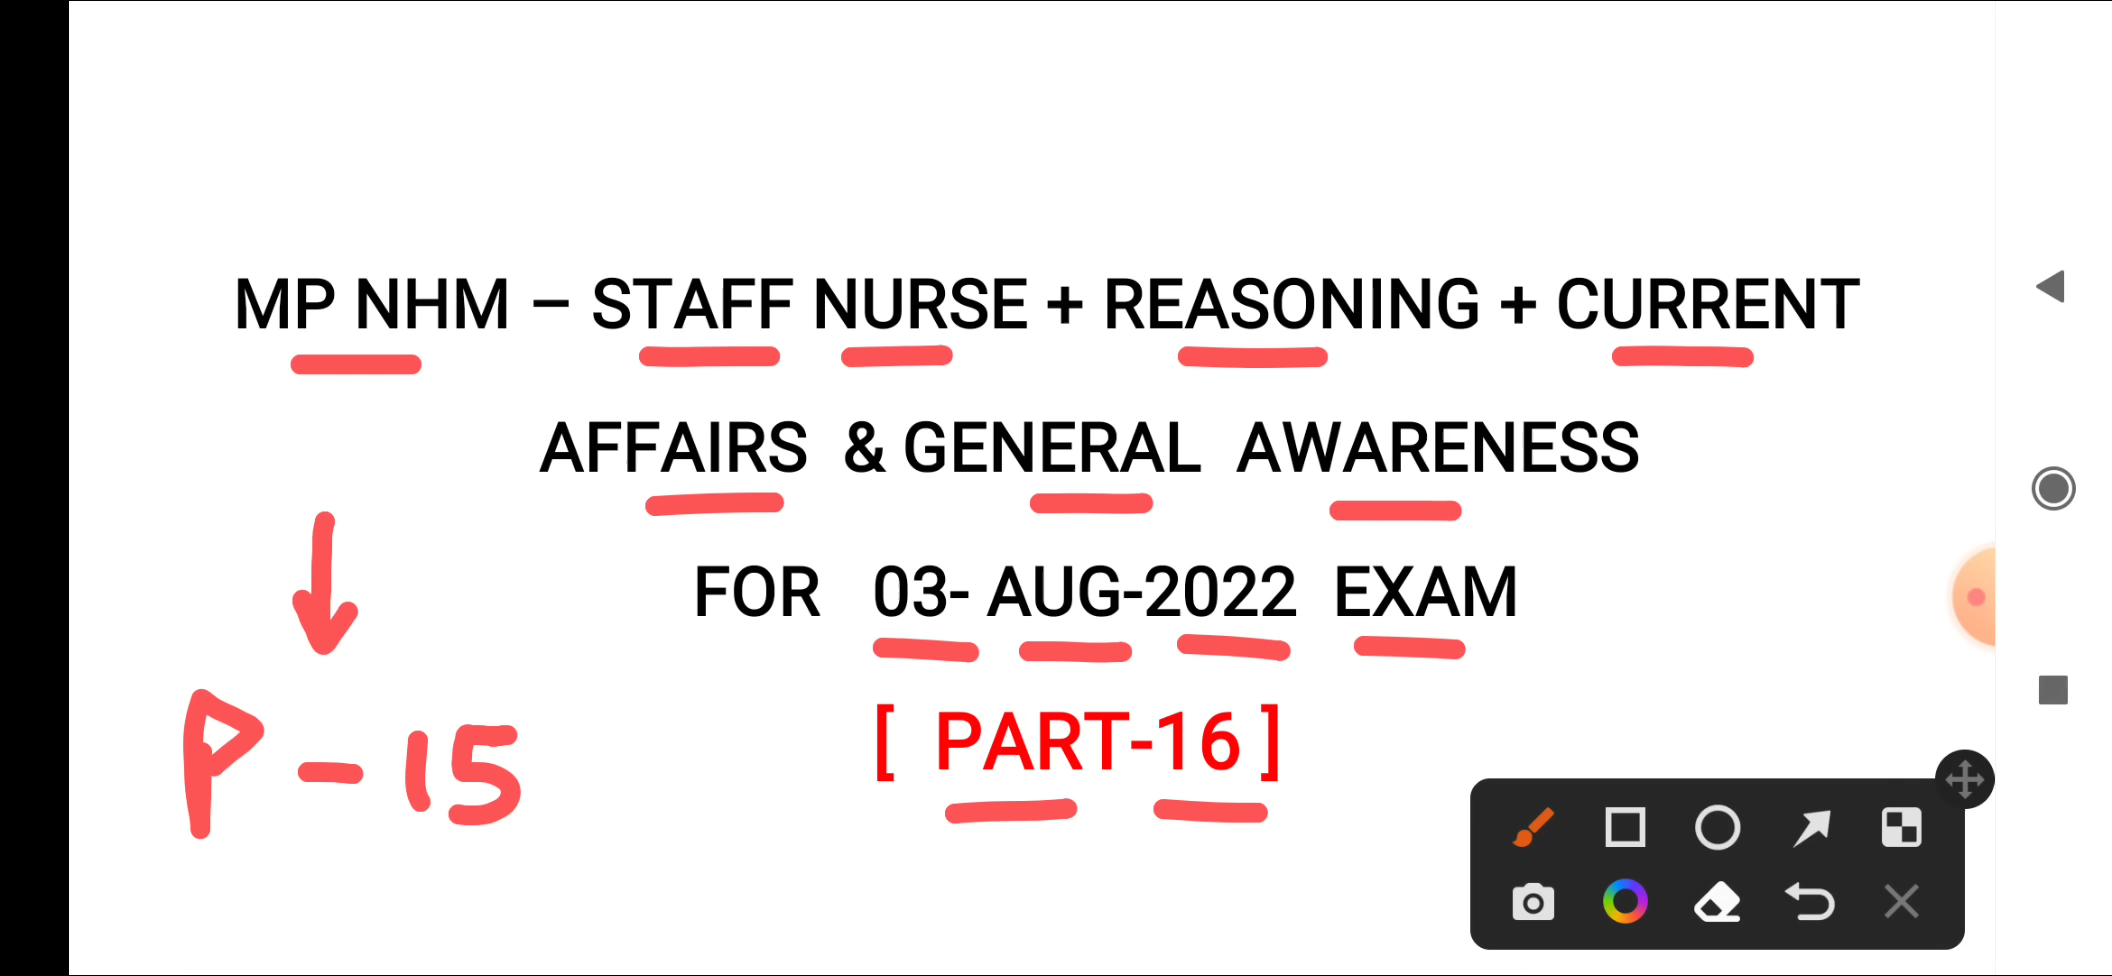 MP NHM – STAFF NURSE + REASONING + CURRENT
AFFAIRS & GENERAL AWARENESS
FOR 03- AUG-2022 EXAM
[ PART-16 ]
P - 15